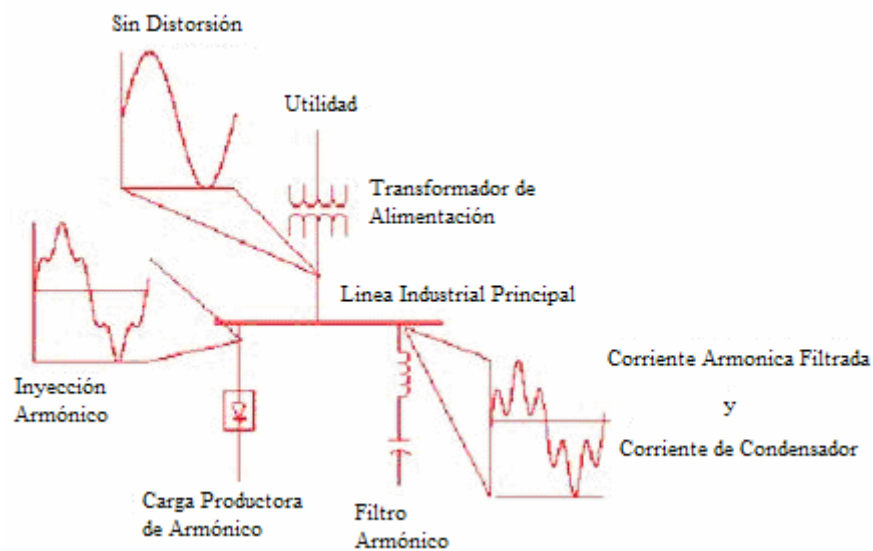 Sin Distorsión
Utilidad
Transformador de
Alimentación
Linea Industrial Principal
Inyección
Armónico
Corriente Armonica Filtrada
y
Corriente de Condensador
Carga Productora
de Armónico
Filtro
Armónico